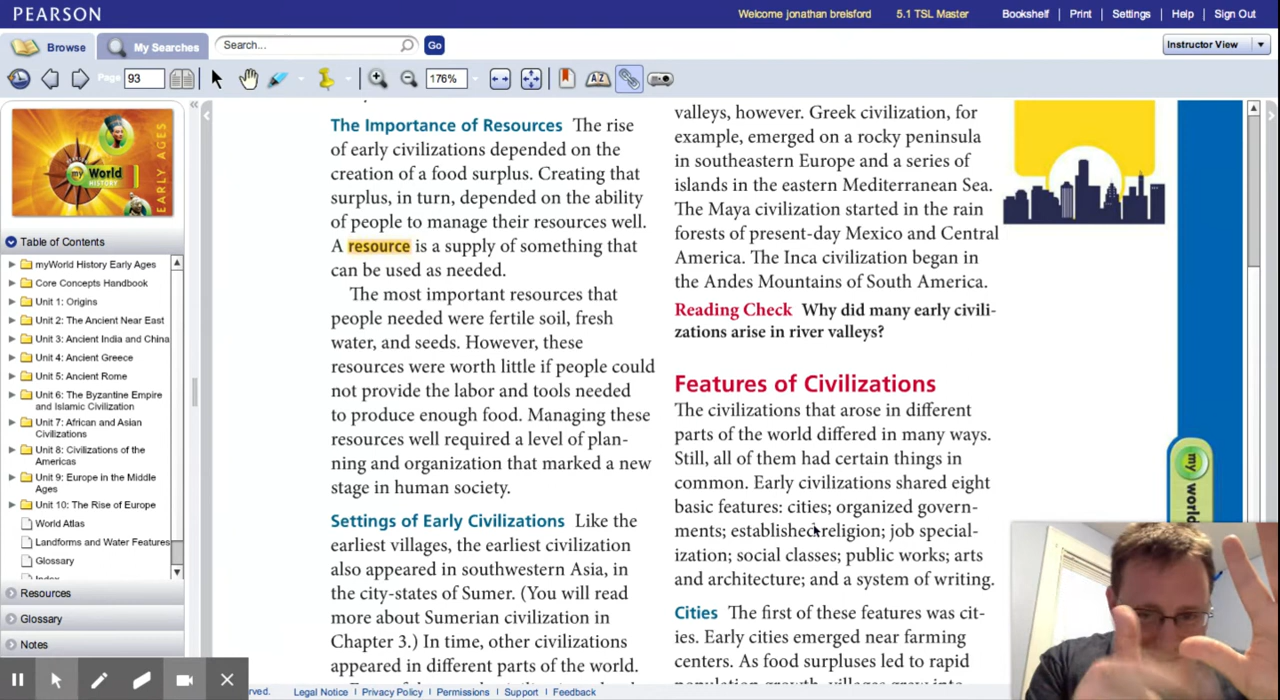 PEARSON
Welcome jonathan brelsford
5.1 TSL Master
Bookshelf | Print | Settings | Help | Sign Out
Browse
My Searches
Search...
Go
Instructor View
Page 93
176%
my World
HISTORY
EARLY AGES
Table of Contents
myWorld History Early Ages
Core Concepts Handbook
Unit 1: Origins
Unit 2: The Ancient Near East
Unit 3: Ancient India and China
Unit 4: Ancient Greece
Unit 5: Ancient Rome
Unit 6: The Byzantine Empire
and Islamic Civilization
Unit 7: African and Asian
Civilizations
Unit 8: Civilizations of the
Americas
Unit 9: Europe in the Middle
Ages
Unit 10: The Rise of Europe
World Atlas
Landforms and Water Features
Glossary
Index
Resources
Glossary
Notes
The Importance of Resources The rise
of early civilizations depended on the
creation of a food surplus. Creating that
surplus, in turn, depended on the ability
of people to manage their resources well.
A resource is a supply of something that
can be used as needed.
The most important resources that
people needed were fertile soil, fresh
water, and seeds. However, these
resources were worth little if people could
not provide the labor and tools needed
to produce enough food. Managing these
resources well required a level of plan-
ning and organization that marked a new
stage in human society.
Settings of Early Civilizations Like the
earliest villages, the earliest civilization
also appeared in southwestern Asia, in
the city-states of Sumer. (You will read
more about Sumerian civilization in
Chapter 3.) In time, other civilizations
appeared in different parts of the world.
valleys, however. Greek civilization, for
example, emerged on a rocky peninsula
in southeastern Europe and a series of
islands in the eastern Mediterranean Sea.
The Maya civilization started in the rain
forests of present-day Mexico and Central
America. The Inca civilization began in
the Andes Mountains of South America.
Reading Check Why did many early civili-
zations arise in river valleys?
Features of Civilizations
The civilizations that arose in different
parts of the world differed in many ways.
Still, all of them had certain things in
common. Early civilizations shared eight
basic features: cities; organized govern-
ments; established religion; job special-
ization; social classes; public works; arts
and architecture; and a system of writing.
Cities The first of these features was cit-
ies. Early cities emerged near farming
centers. As food surpluses led to rapid
my world
rved.
Legal Notice | Privacy Policy | Permissions | Support | Feedback